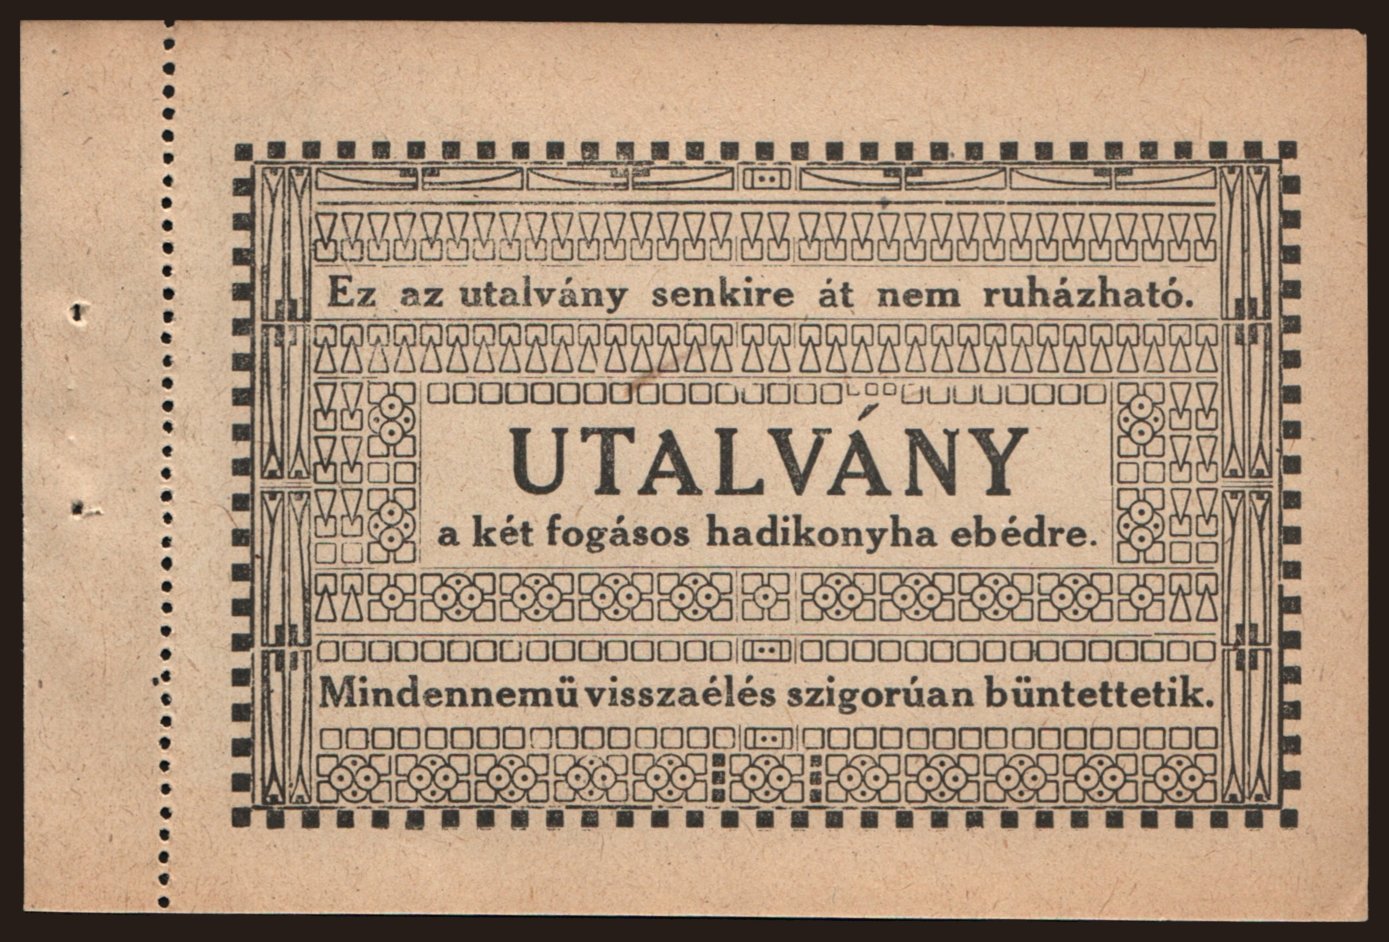 Ez az utalvány senkire át nem ruházható.
UTALVÁNY
a két fogásos hadikonyha ebédre.
Mindennemü visszaélés szigorúan büntettetik.